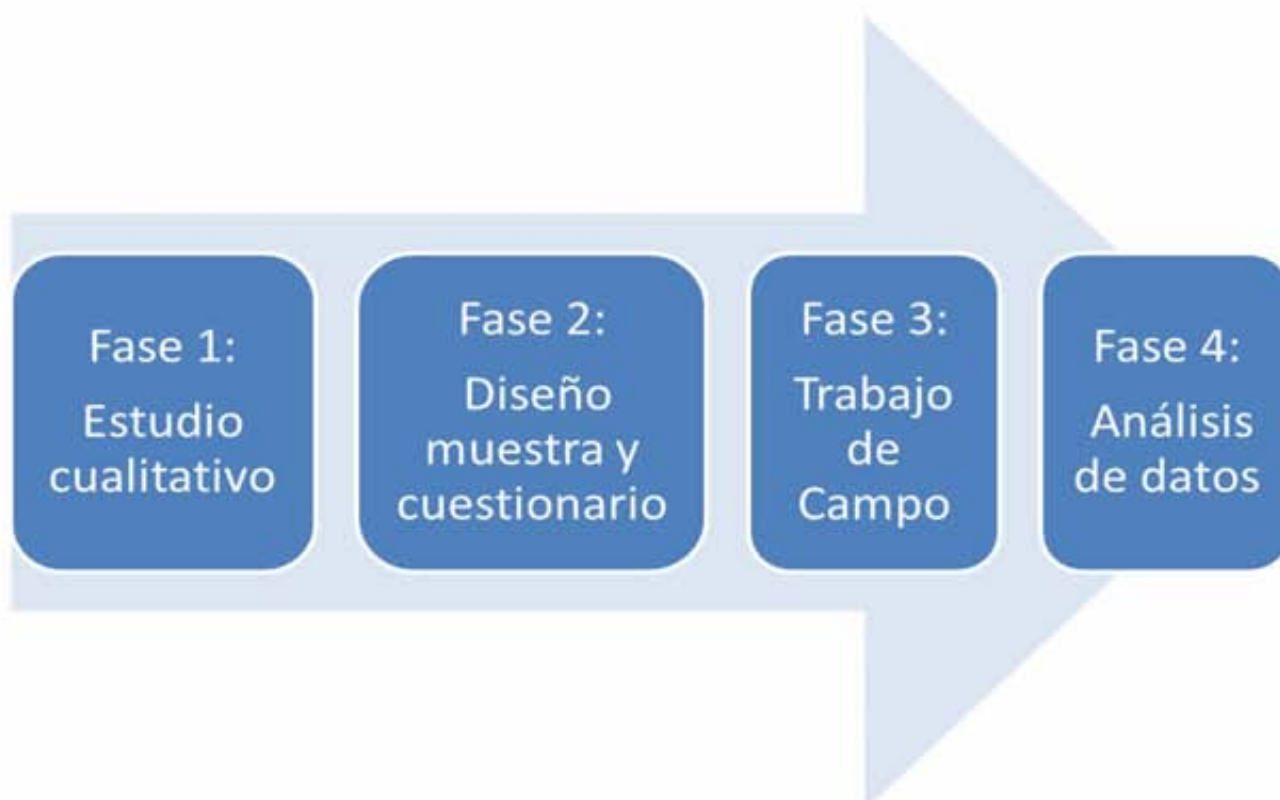 Fase 1:
Estudio
cualitativo
Fase 2:
Diseño
muestra y
cuestionario
Fase 3:
Trabajo
de
Campo
Fase 4:
Análisis
de datos